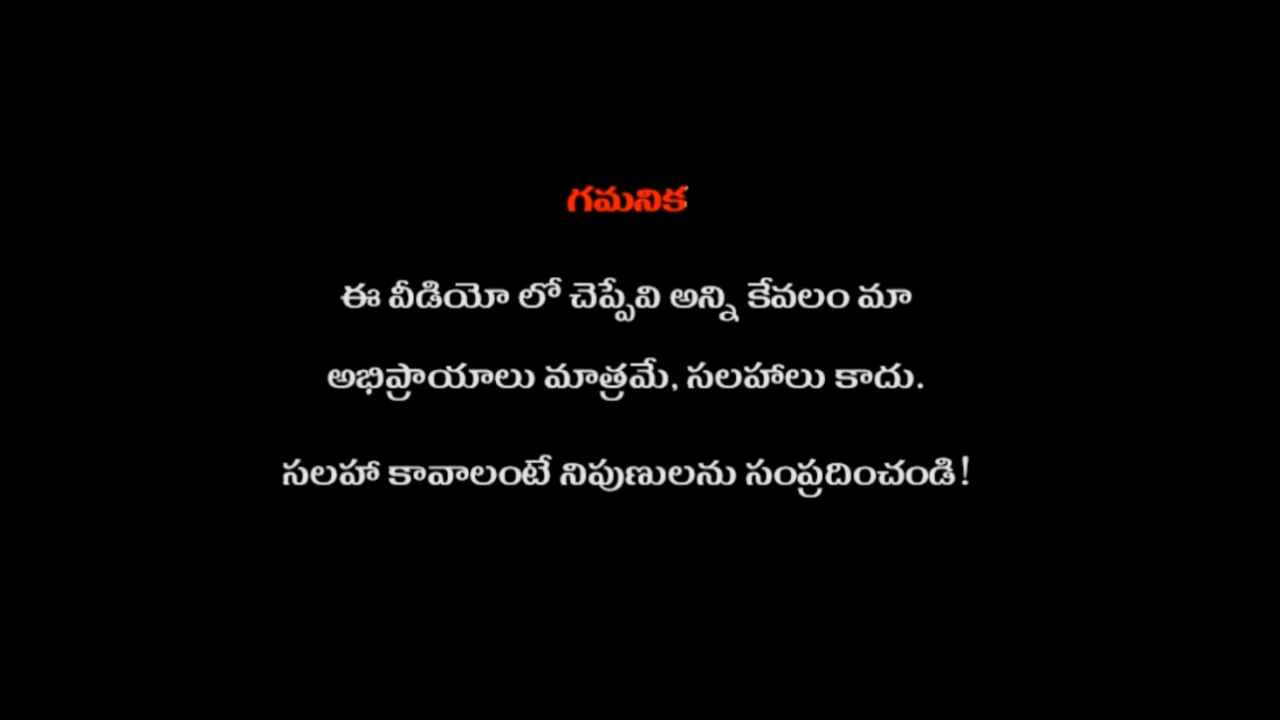 గమనిక
ఈ వీడియో లో చెప్పేవి అన్ని కేవలం మా
అభిప్రాయాలు మాత్రమే, సలహాలు కాదు.
సలహా కావాలంటే నిపుణులను సంప్రదించండి!